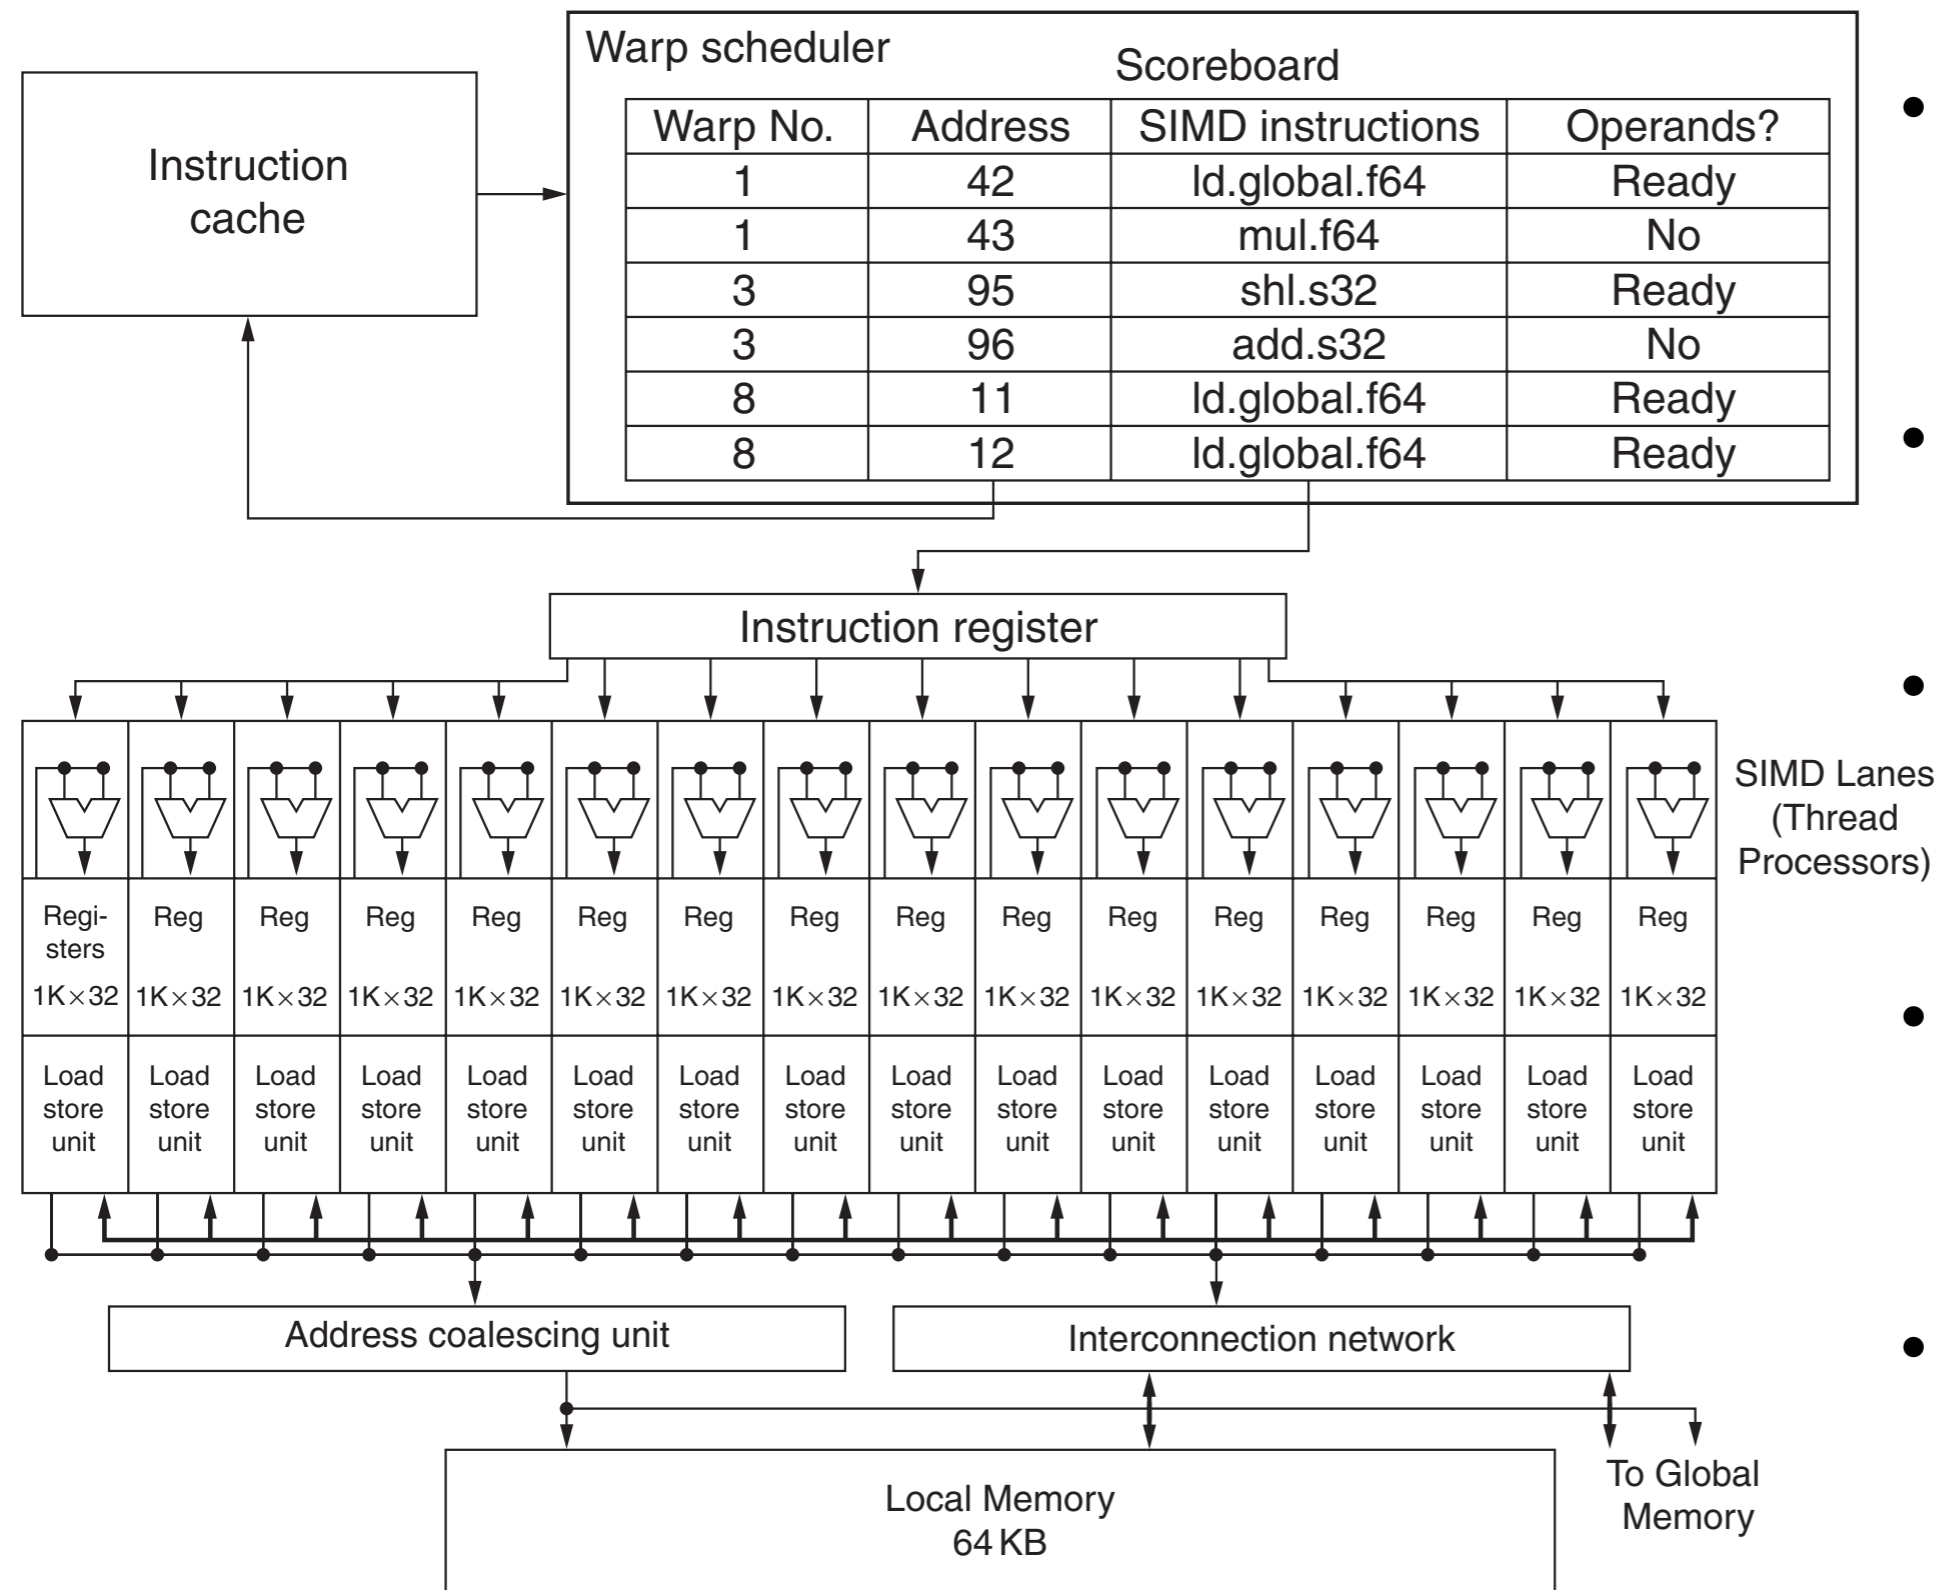 Warp scheduler
Scoreboard
Instruction
cache
Warp No. Address SIMD instructions Operands?
1 42 ld.global.f64 Ready
1 43 mul.f64 No
3 95 shl.s32 Ready
3 96 add.s32 No
8 11 ld.global.f64 Ready
8 12 ld.global.f64 Ready
Instruction register
SIMD Lanes
(Thread
Processors)
Regi- Reg Reg Reg Reg Reg Reg Reg Reg Reg Reg Reg Reg Reg Reg Reg
sters
1K×32 1K×32 1K×32 1K×32 1K×32 1K×32 1K×32 1K×32 1K×32 1K×32 1K×32 1K×32 1K×32 1K×32 1K×32 1K×32
Load Load Load Load Load Load Load Load Load Load Load Load Load Load Load Load
store store store store store store store store store store store store store store store store
unit unit unit unit unit unit unit unit unit unit unit unit unit unit unit unit
Address coalescing unit
Interconnection network
Local Memory
64 KB
To Global
Memory